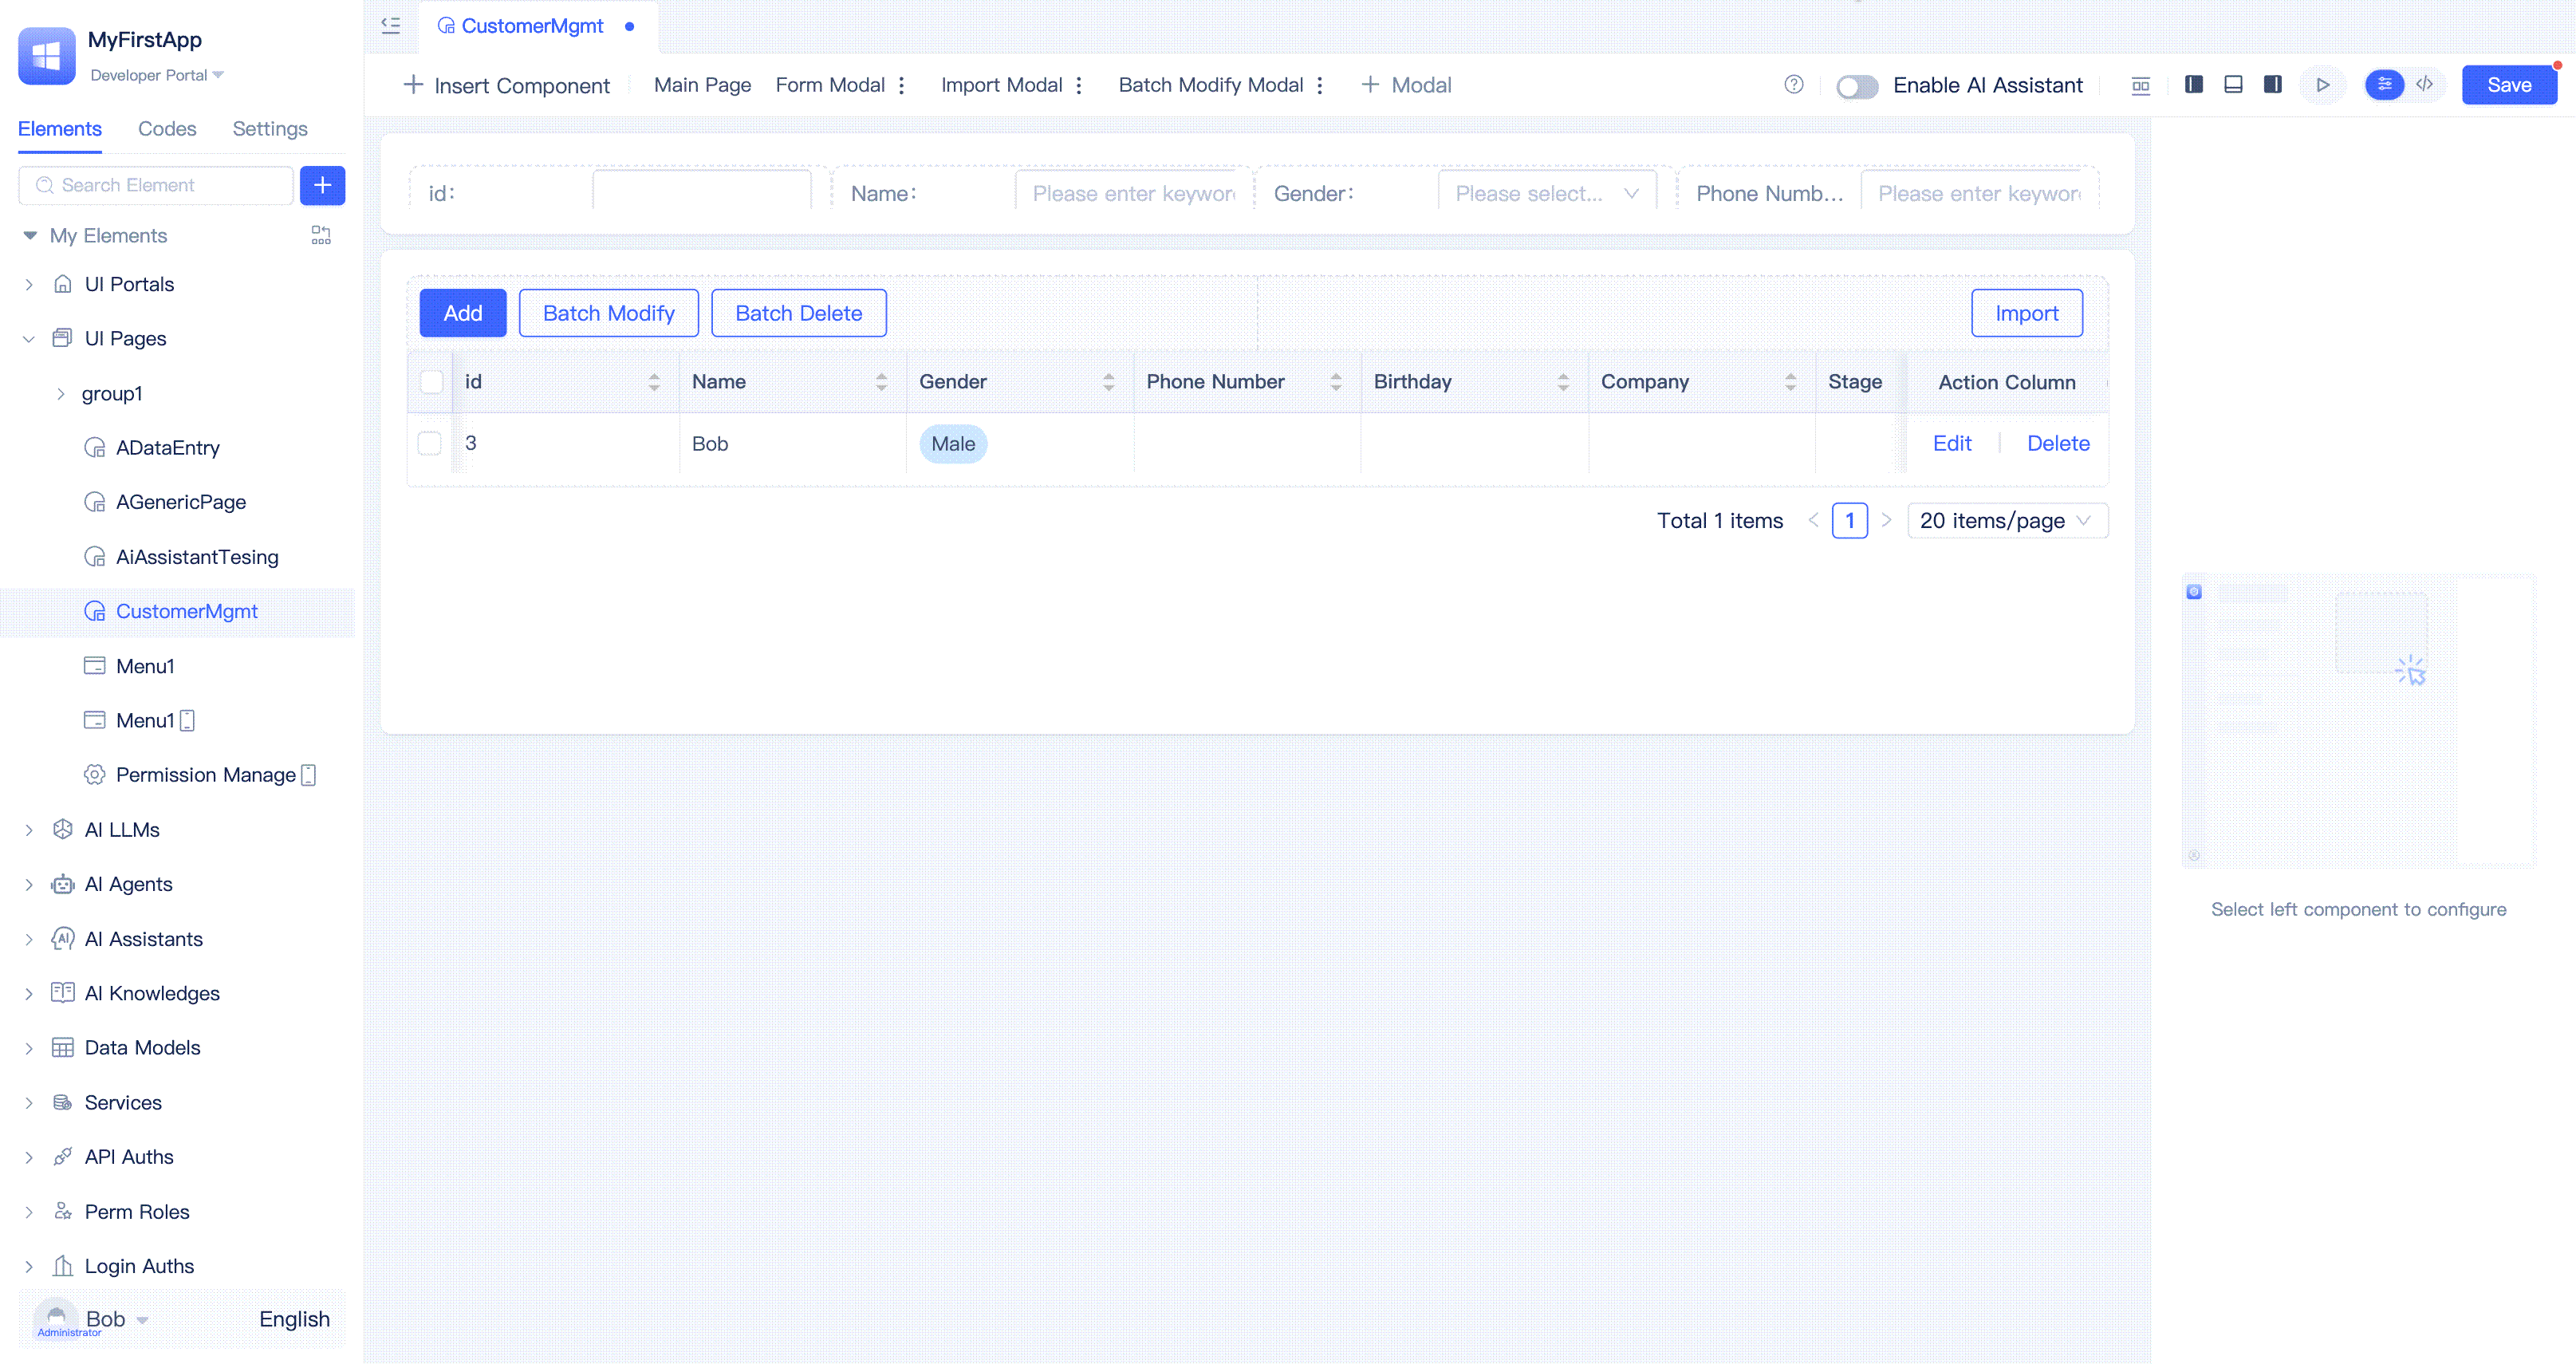 MyFirstApp
Developer Portal
Elements Codes Settings
Search Element
My Elements
UI Portals
UI Pages
group1
ADataEntry
AGenericPage
AiAssistantTesing
CustomerMgmt
Menu1
Menu1
Permission Manage
AI LLMs
AI Agents
AI Assistants
AI Knowledges
Data Models
Services
API Auths
Perm Roles
Login Auths
Bob English
Administrator
CustomerMgmt
Insert Component Main Page Form Modal Import Modal Batch Modify Modal Modal Enable AI Assistant Save
id: Name: Please enter keywor Gender: Please select... Phone Numb... Please enter keywor
Add Batch Modify Batch Delete Import
id Name Gender Phone Number Birthday Company Stage Action Column
3 Bob Male Edit Delete
Total 1 items 1 20 items/page
Select left component to configure